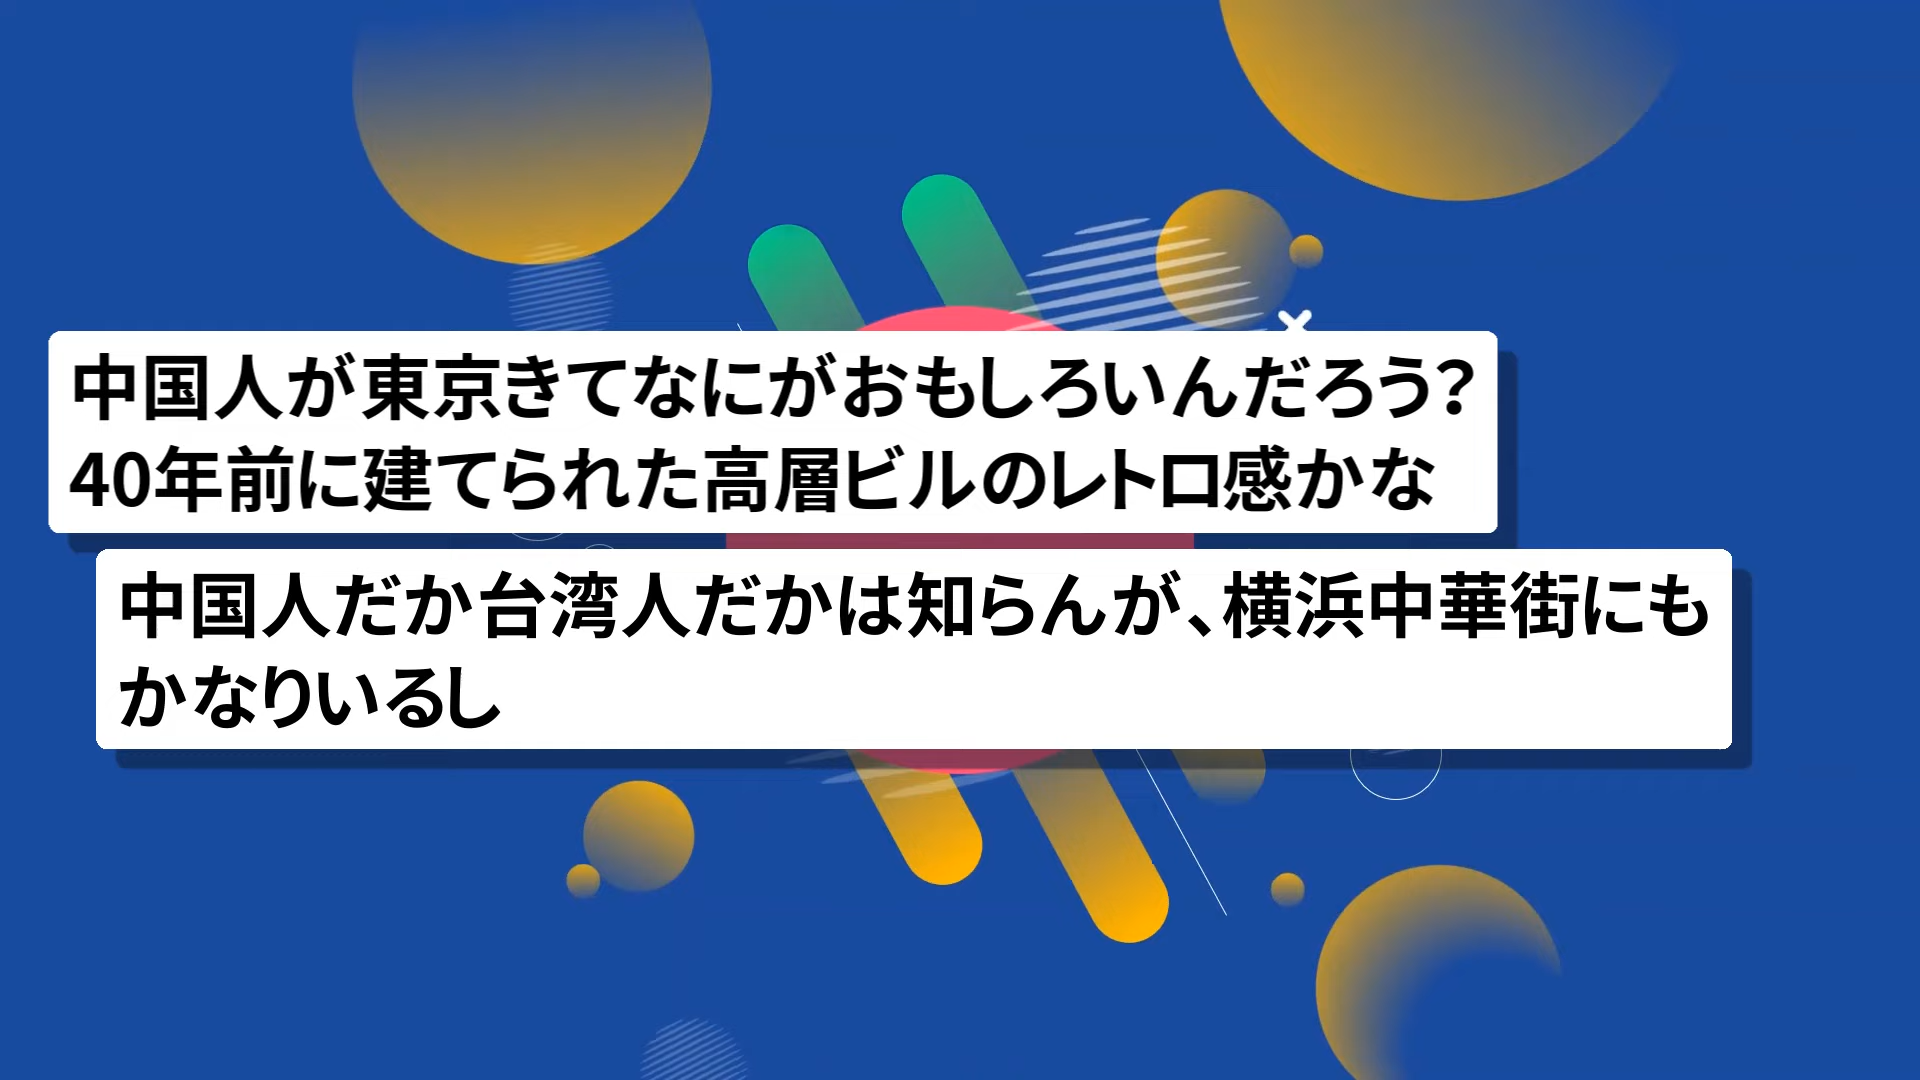 中国人が東京きてなにがおもしろいんだろう？
40年前に建てられた高層ビルのレトロ感かな
中国人だか台湾人だかは知らんが、横浜中華街にも
かなりいるし